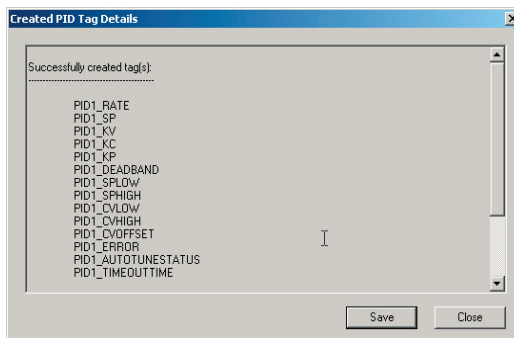 Created PID Tag Details
Successfully created tag(s):
PID1_RATE
PID1_SP
PID1_KV
PID1_KC
PID1_KP
PID1_DEADBAND
PID1_SPLOW
PID1_SPHIGH
PID1_CVLOW
PID1_CVHIGH
PID1_CVOFFSET
PID1_ERROR
PID1_AUTOTUNESTATUS
PID1_TIMEOUTTIME
Save Close